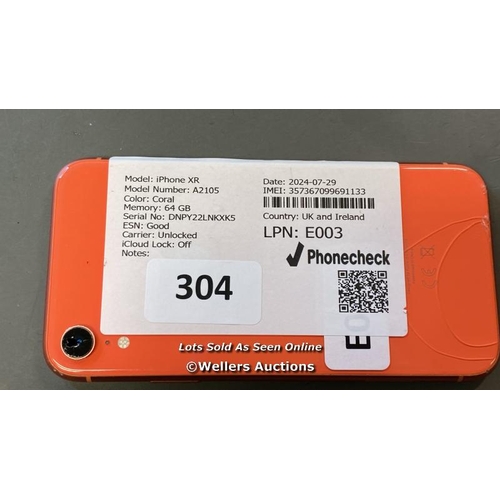 Model: iPhone XR
Model Number: A2105
Color: Coral
Memory: 64 GB
Serial No: DNPY22LNKXK5
ESN: Good
Carrier: Unlocked
iCloud Lock: Off
Notes:
Date: 2024-07-29
IMEI: 357367099691133
Country: UK and Ireland
LPN: E003
Phonecheck
304
Lots Sold As Seen Online
©Wellers Auctions